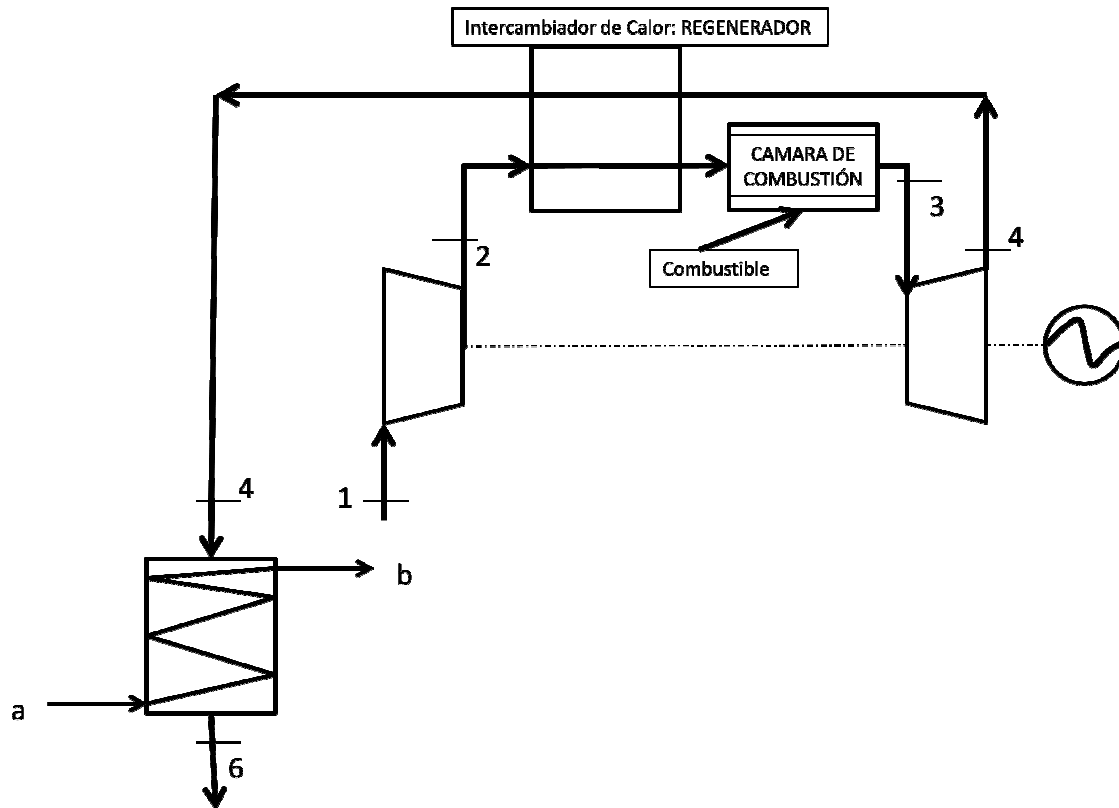 Intercambiador de Calor: REGENERADOR
CAMARA DE
COMBUSTIÓN
3
2
4
Combustible
4
1
b
a
6